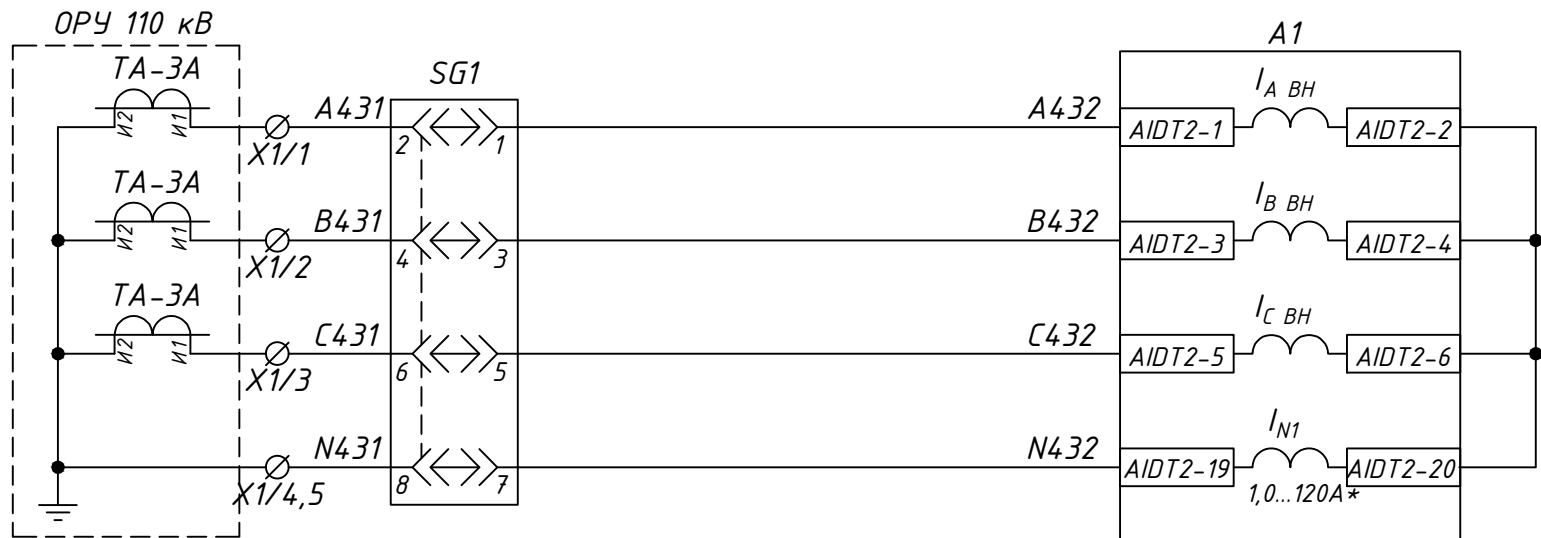 ОРУ 110 кВ
A1
ТА-3А
SG1
I A ВН
И2 И1
A431
A432
X1/1
2 1
AIDT2-1
AIDT2-2
ТА-3А
I B ВН
И2 И1
B431
B432
X1/2
4 3
AIDT2-3
AIDT2-4
ТА-3А
I C ВН
И2 И1
C431
C432
X1/3
6 5
AIDT2-5
AIDT2-6
I N1
N431
N432
X1/4,5
8 7
AIDT2-19
AIDT2-20
1,0...120А*